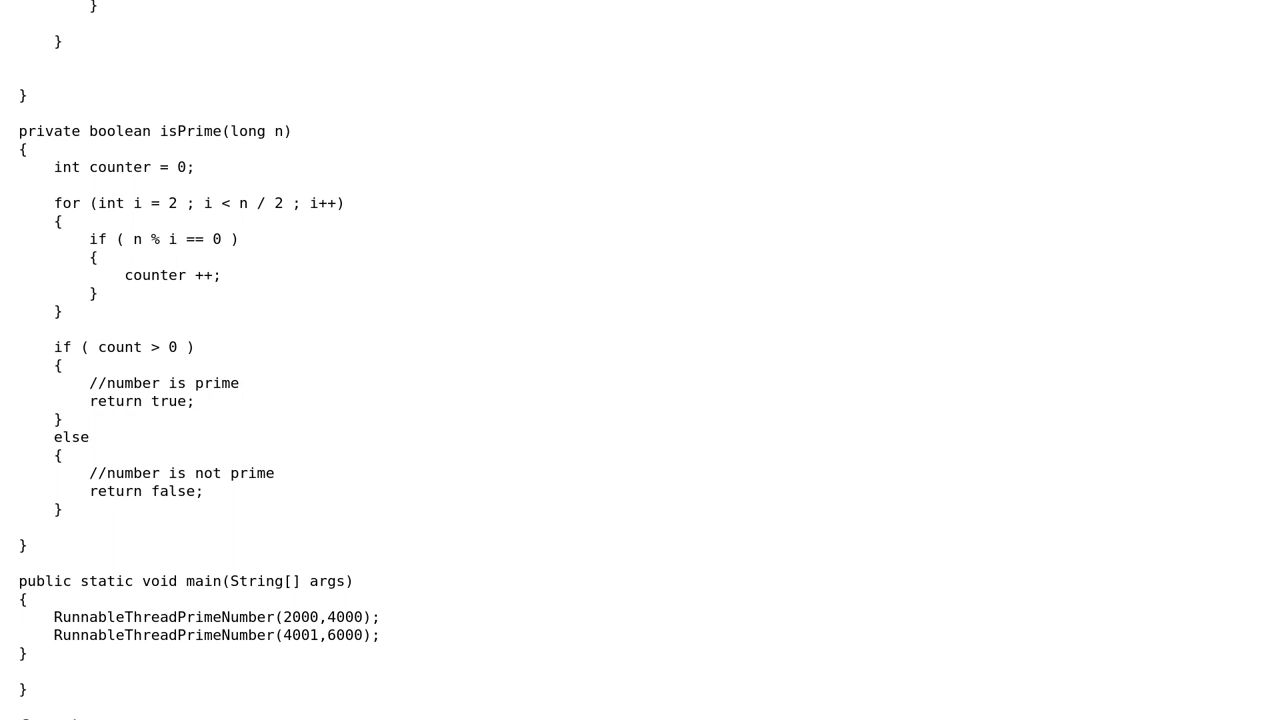 }

    }


}

private boolean isPrime(long n)
{
    int counter = 0;

    for (int i = 2 ; i < n / 2 ; i++)
    {
        if ( n % i == 0 )
        {
            counter ++;
        }
    }

    if ( count > 0 )
    {
        //number is prime
        return true;
    }
    else
    {
        //number is not prime
        return false;
    }

}

public static void main(String[] args)
{
    RunnableThreadPrimeNumber(2000,4000);
    RunnableThreadPrimeNumber(4001,6000);
}

}